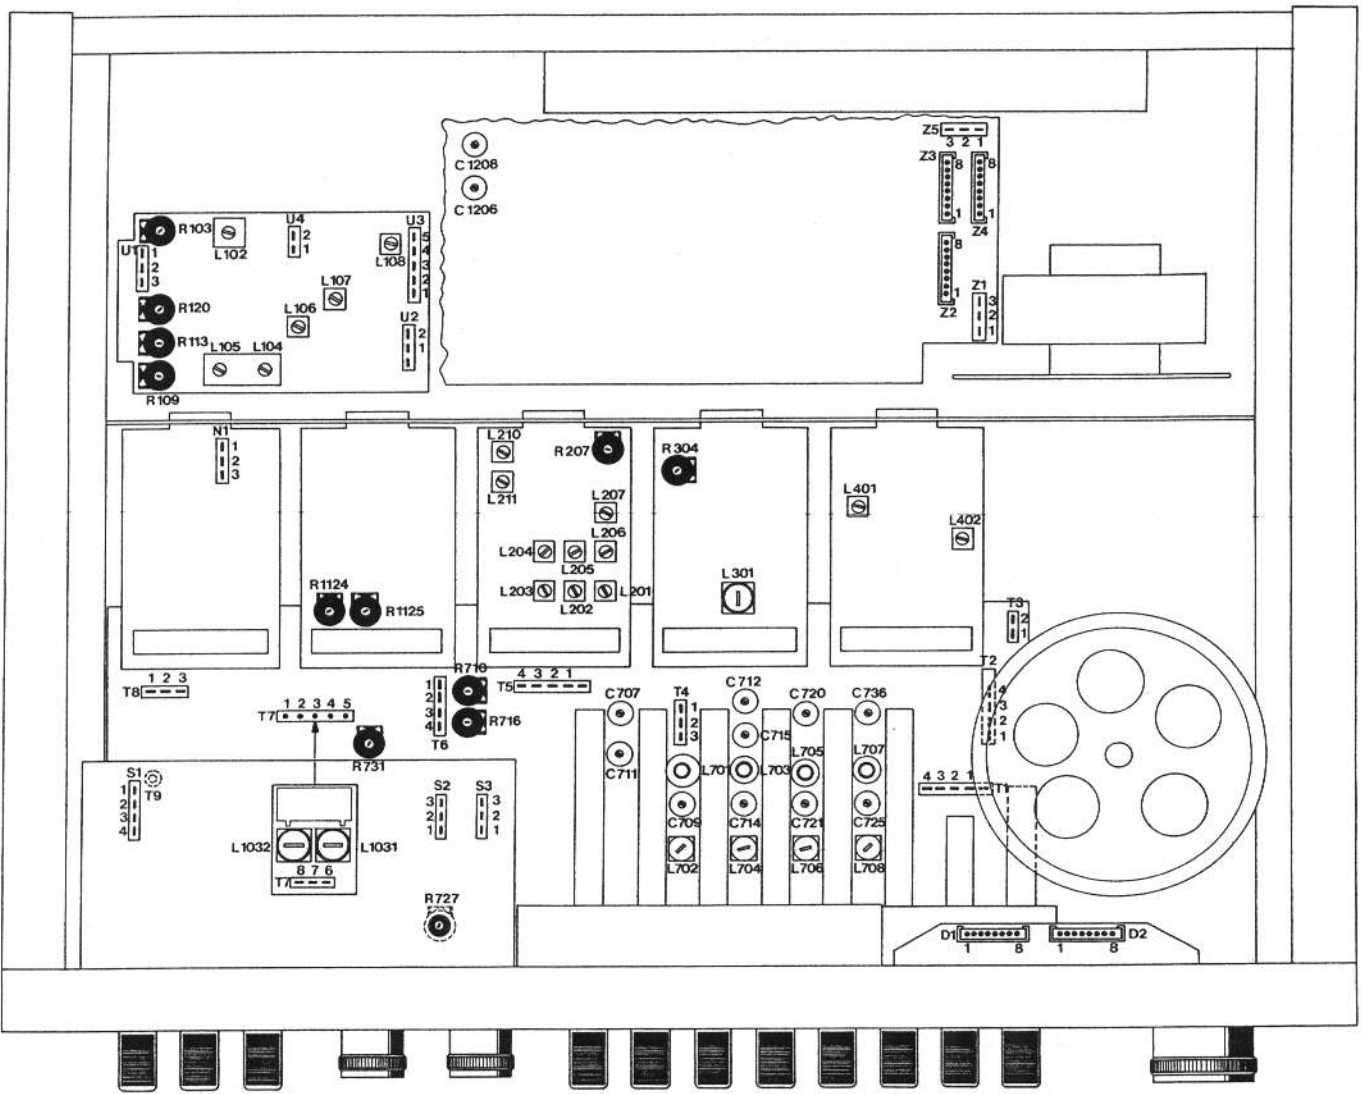 C 1208
C 1206
Z5
3 2 1
Z3
8
1
8
1
Z4
8
1
Z2
Z1
3
2
1
R103
L102
U4
2
1
L108
U3
5
4
3
2
1
U1
1
2
3
L107
L106
R120
R113
L105
L104
U2
2
1
R109
N1
1
2
3
L210
L211
R207
L207
L206
L204
L205
L203
L202
L201
R304
L301
L401
L402
R1124
R1125
T3
2
1
T2
4
3
2
1
T8
1 2 3
T7
1 2 3 4 5
R731
R710
1
2
3
4
T6
R716
T5
4 3 2 1
C707
C711
T4
1
2
3
C712
C715
C720
C736
L701
L703
L705
L707
C709
C714
C721
C725
L702
L704
L706
L708
4 3 2 1
T1
S1
1
2
3
4
T9
L1032
L1031
T7
8 7 6
S2
3
2
1
S3
3
2
1
R727
D1
1
8
D2
1
8